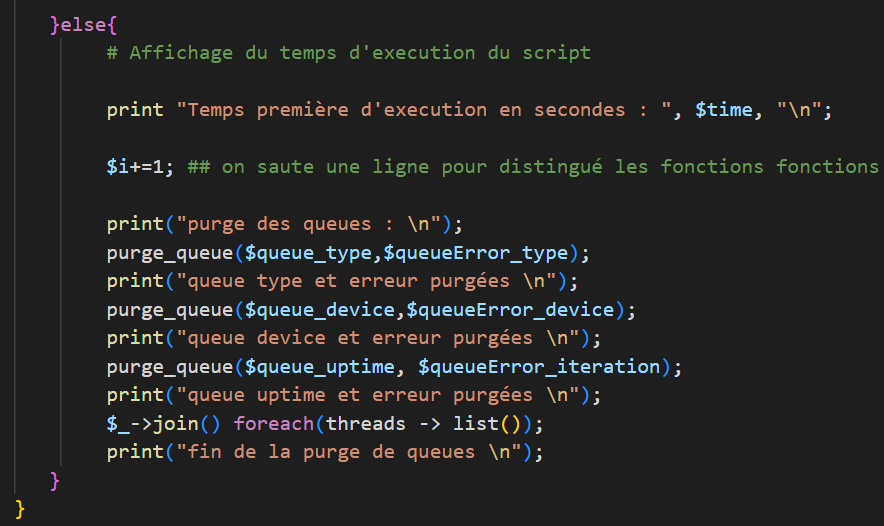 }else{
# Affichage du temps d'execution du script
print "Temps première d'execution en secondes : ", $time, "\n";
$i+=1; ## on saute une ligne pour distingué les fonctions fonctions
print("purge des queues : \n");
purge_queue($queue_type,$queueError_type);
print("queue type et erreur purgées \n");
purge_queue($queue_device,$queueError_device);
print("queue device et erreur purgées \n");
purge_queue($queue_uptime, $queueError_iteration);
print("queue uptime et erreur purgées \n");
$_->join() foreach(threads -> list());
print("fin de la purge de queues \n");
}
}